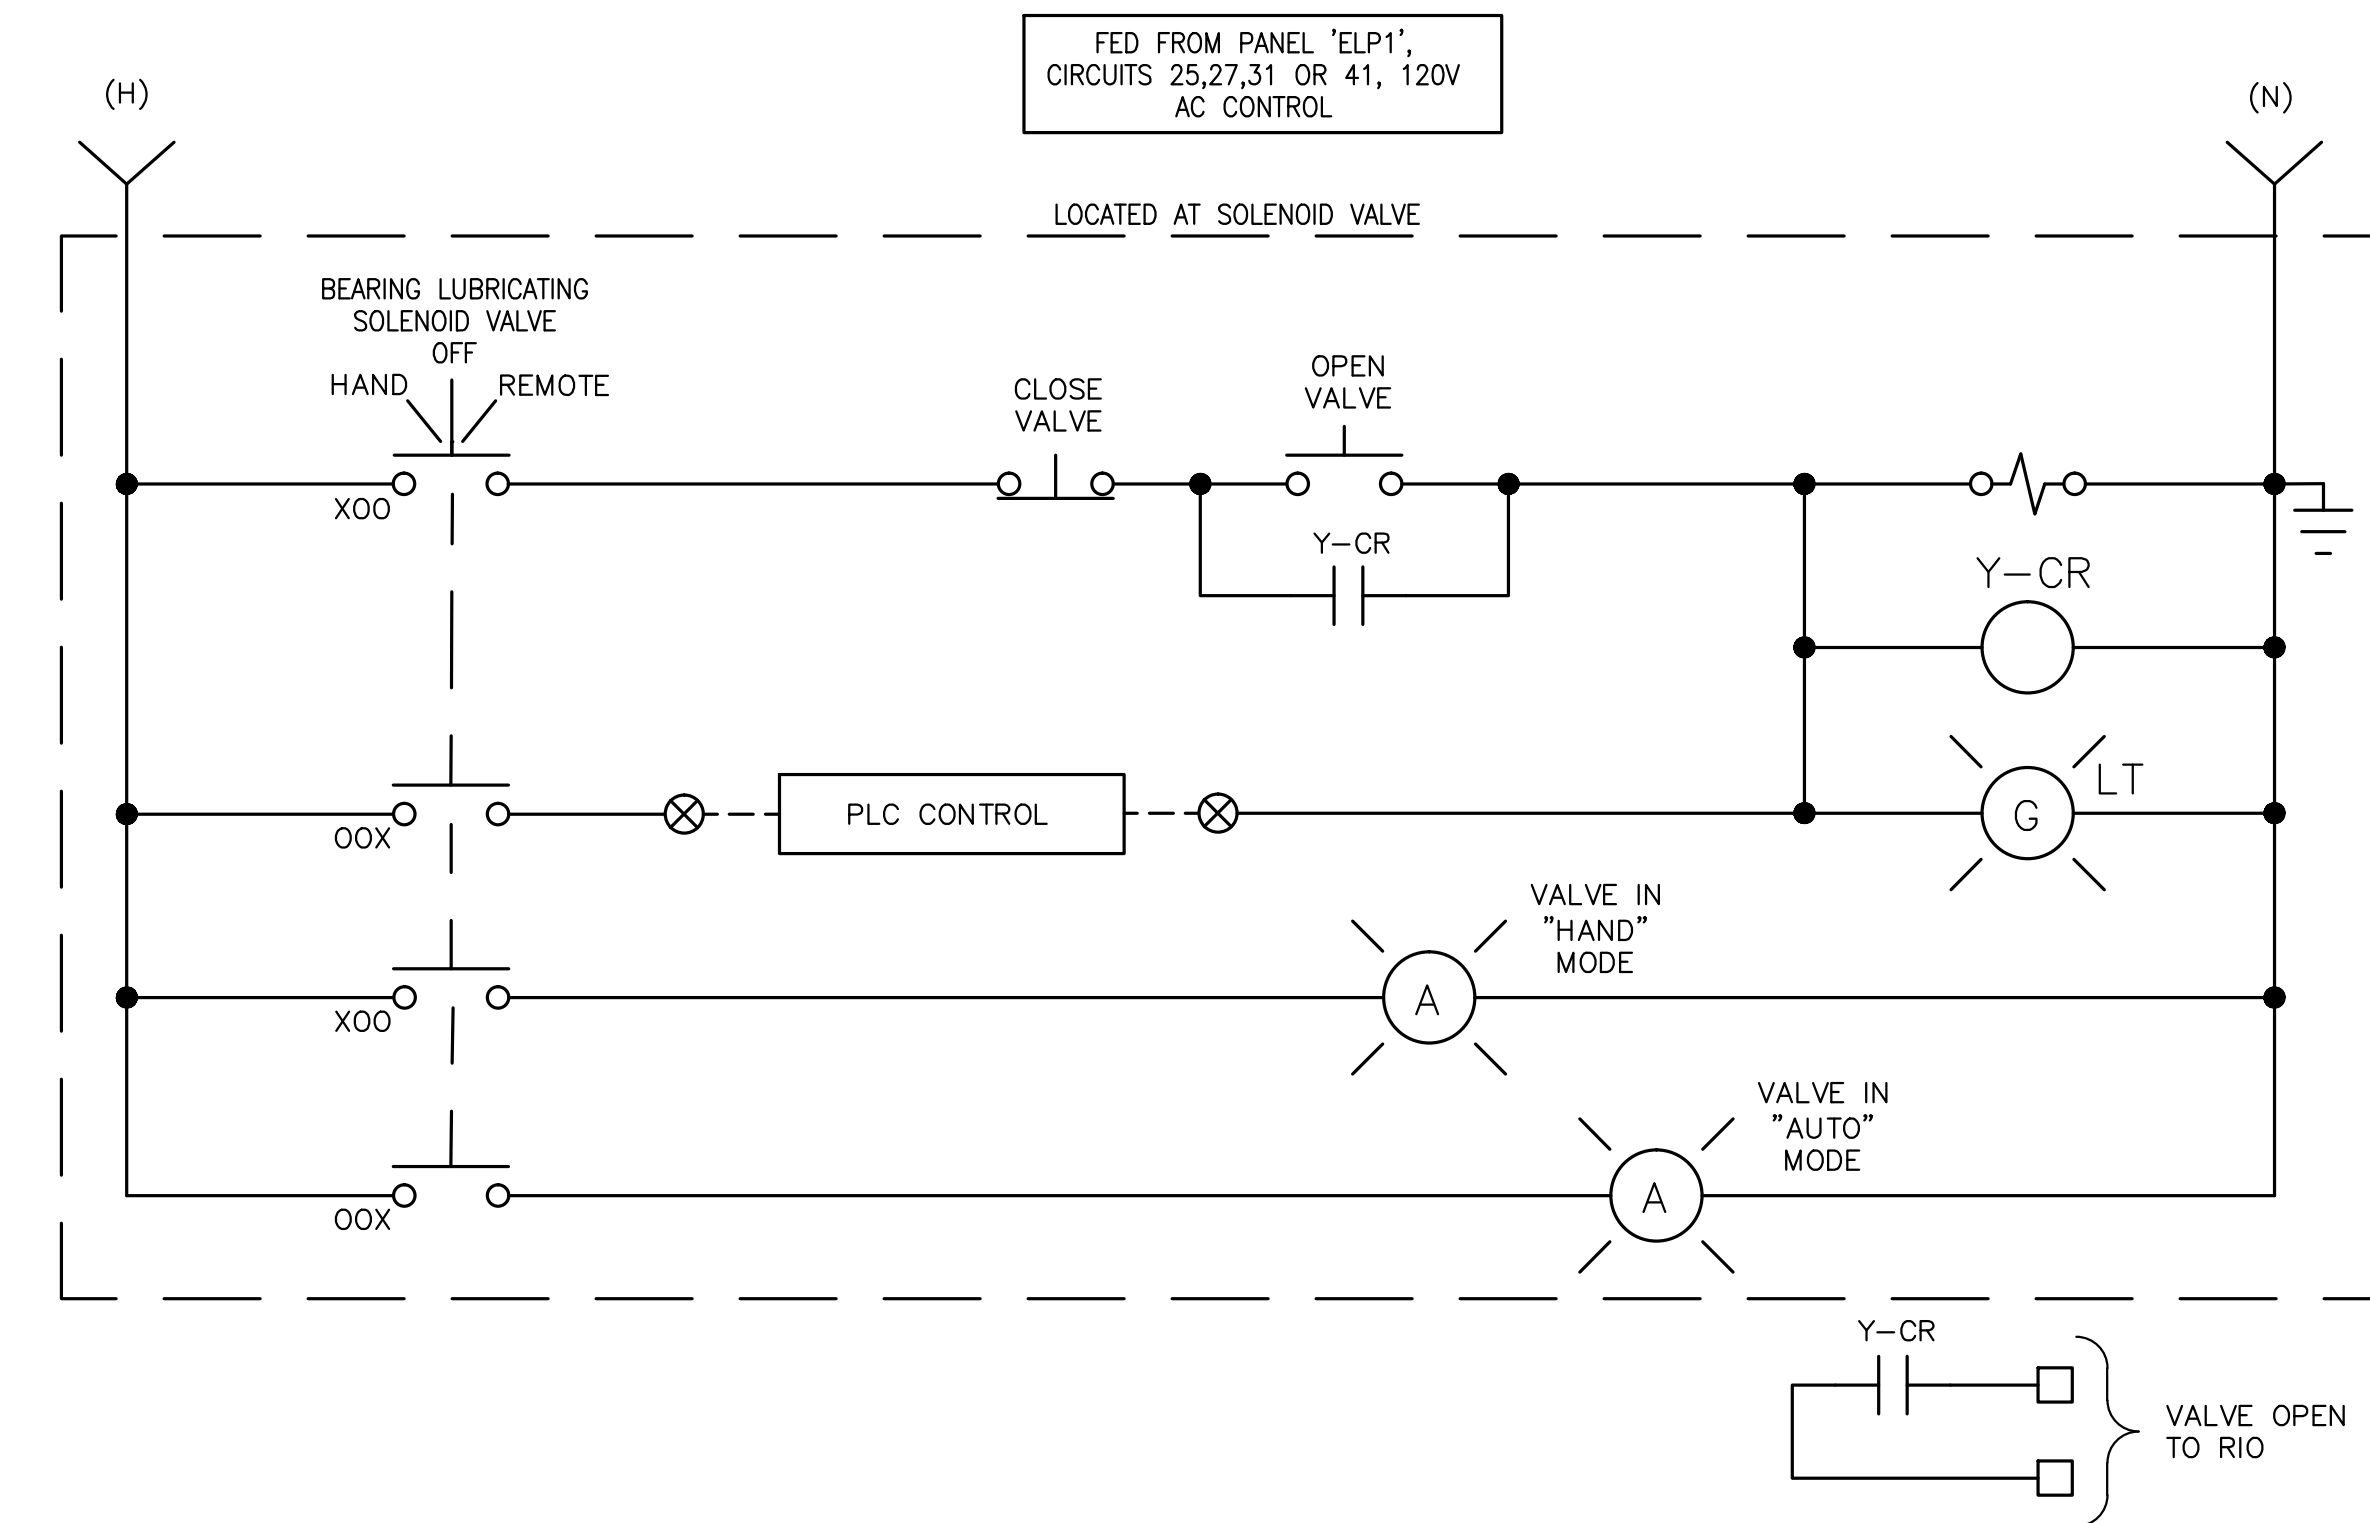 FED FROM PANEL 'ELP1',
CIRCUITS 25,27,31 OR 41, 120V
AC CONTROL
(H)
(N)
LOCATED AT SOLENOID VALVE
BEARING LUBRICATING
SOLENOID VALVE
OFF
HAND
REMOTE
CLOSE
VALVE
OPEN
VALVE
XOO
Y-CR
Y-CR
LT
PLC CONTROL
G
OOX
VALVE IN
"HAND"
MODE
A
XOO
VALVE IN
"AUTO"
MODE
A
OOX
Y-CR
VALVE OPEN
TO RIO